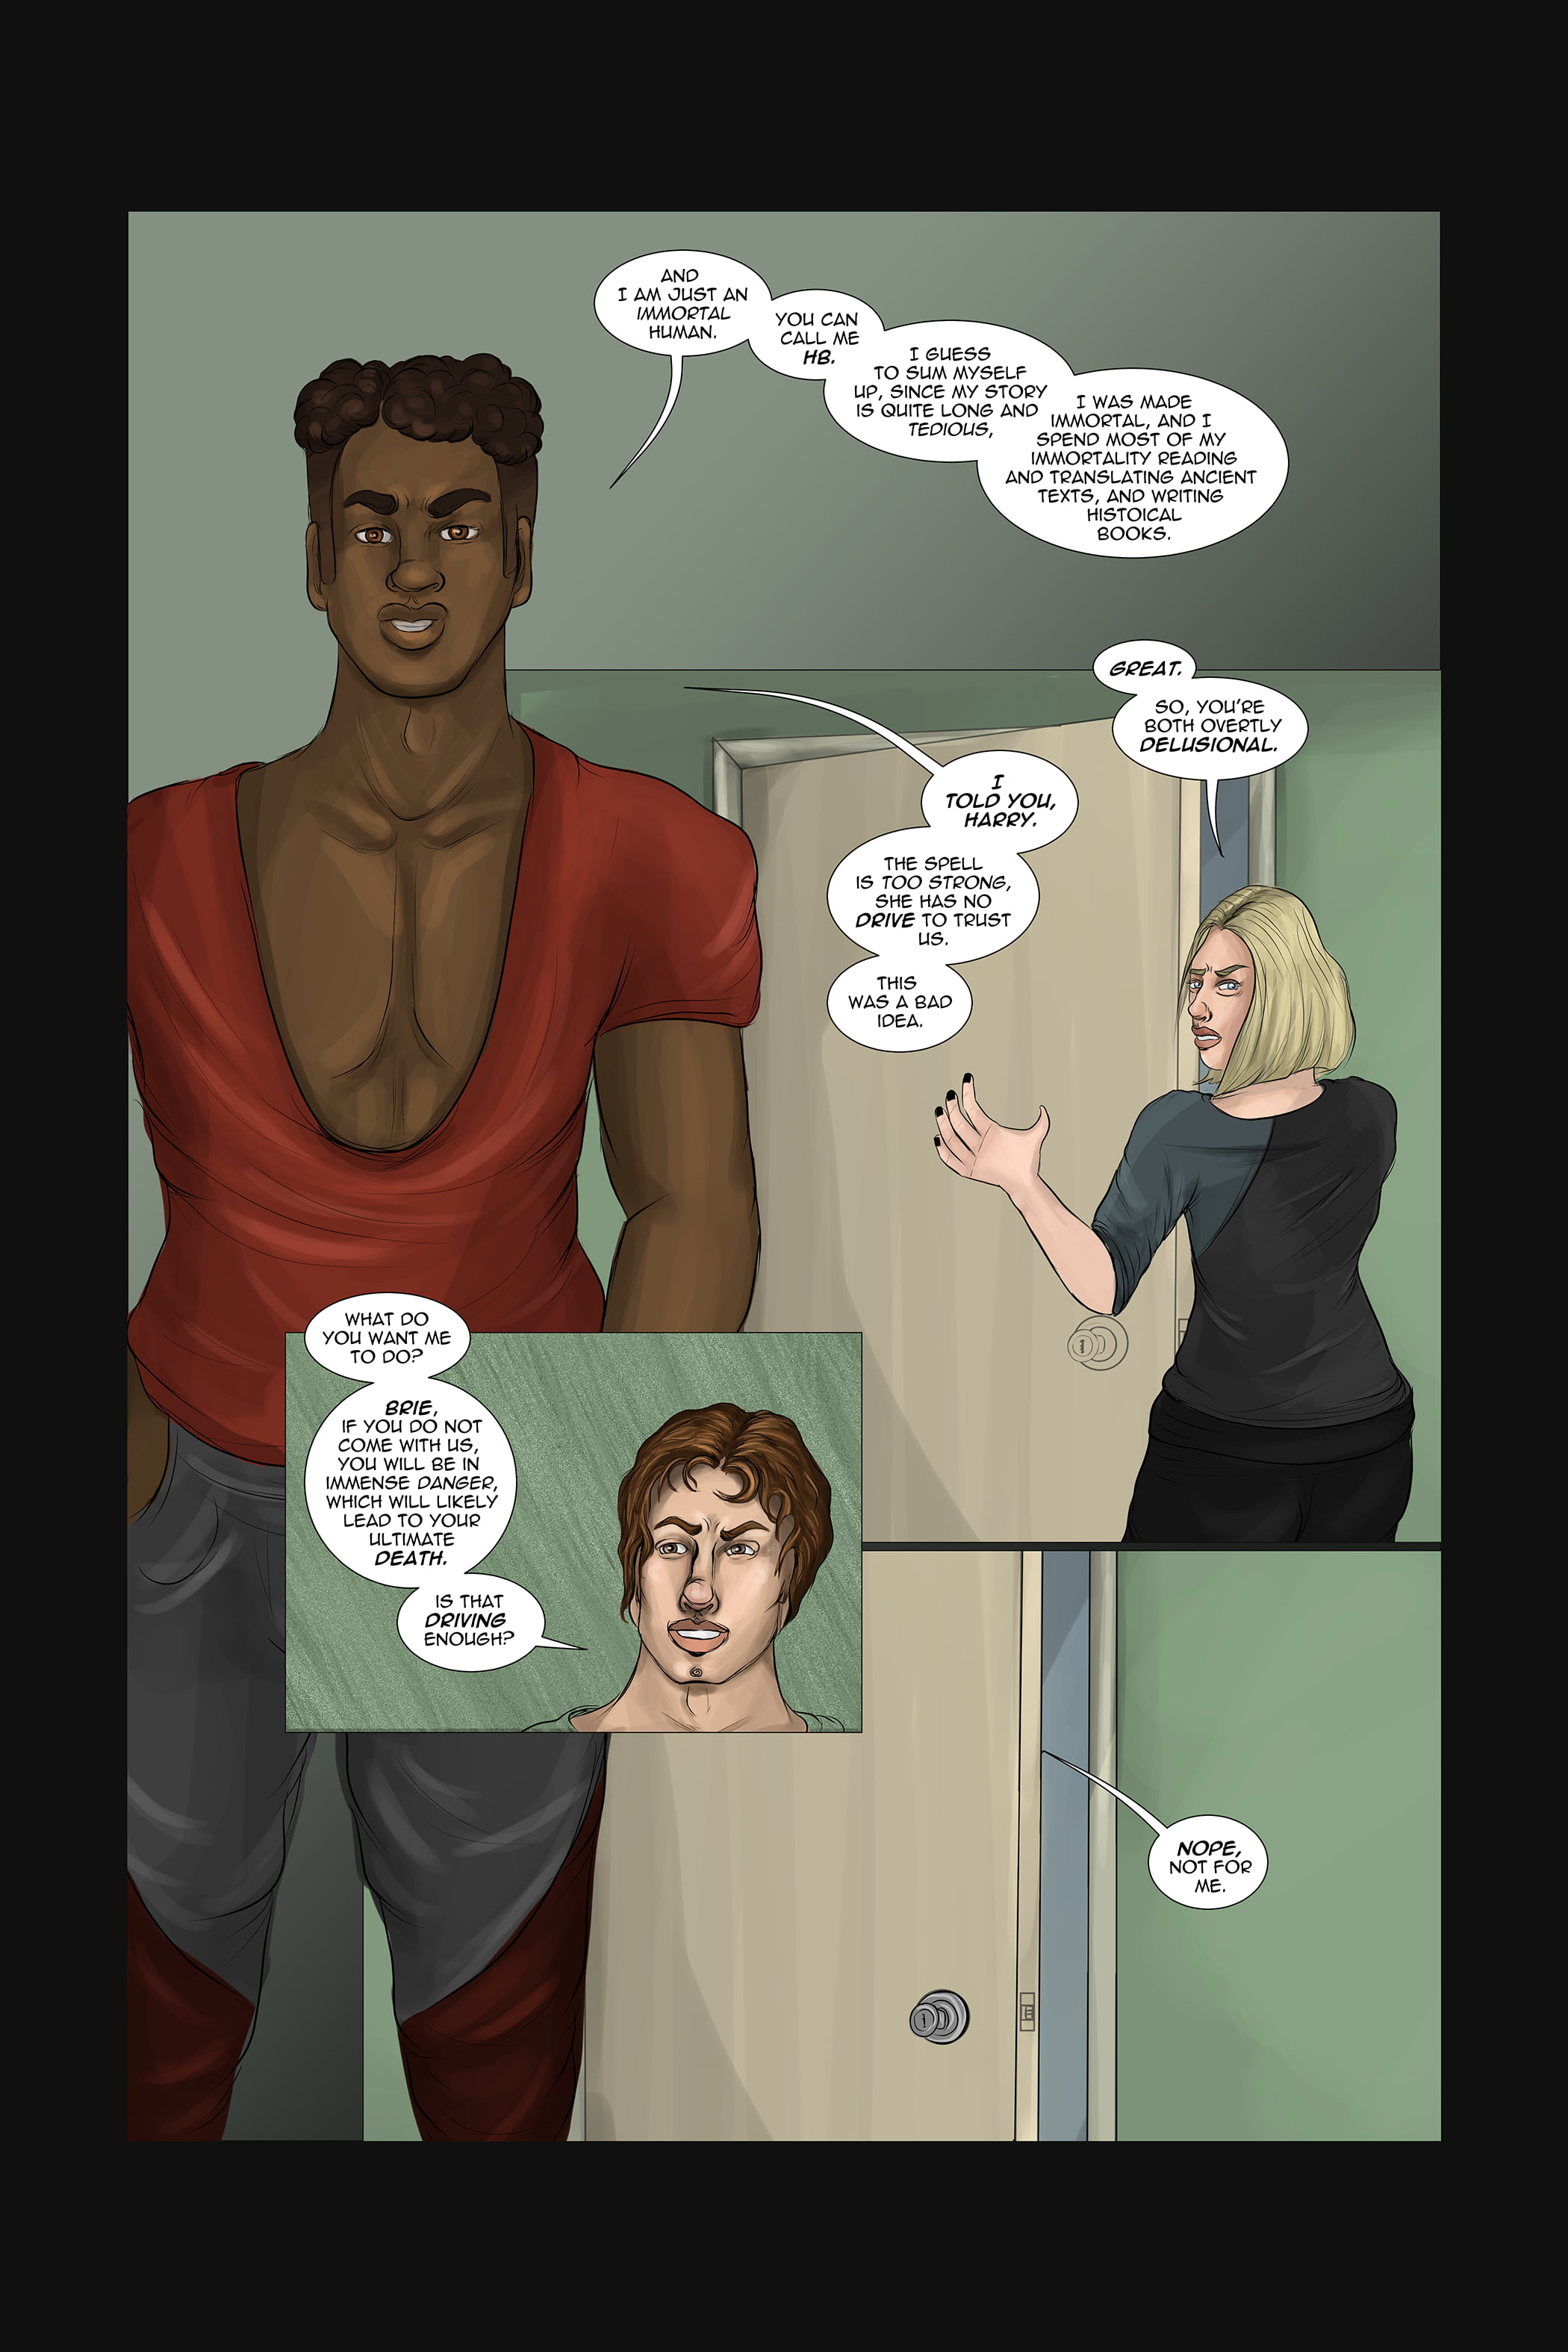 AND
I AM JUST AN
IMMORTAL
HUMAN.
YOU CAN
CALL ME
HB.
I GUESS
TO SUM MYSELF
UP, SINCE MY STORY
IS QUITE LONG AND
TEDIOUS,
I WAS MADE
IMMORTAL, AND I
SPEND MOST OF MY
IMMORTALITY READING
AND TRANSLATING ANCIENT
TEXTS, AND WRITING
HISTOICAL
BOOKS.
GREAT.
SO, YOU'RE
BOTH OVERTLY
DELUSIONAL.
I
TOLD YOU,
HARRY.
THE SPELL
IS TOO STRONG,
SHE HAS NO
DRIVE TO TRUST
US.
THIS
WAS A BAD
IDEA.
WHAT DO
YOU WANT ME
TO DO?
BRIE,
IF YOU DO NOT
COME WITH US,
YOU WILL BE IN
IMMENSE DANGER,
WHICH WILL LIKELY
LEAD TO YOUR
ULTIMATE
DEATH.
IS THAT
DRIVING
ENOUGH?
NOPE,
NOT FOR
ME.